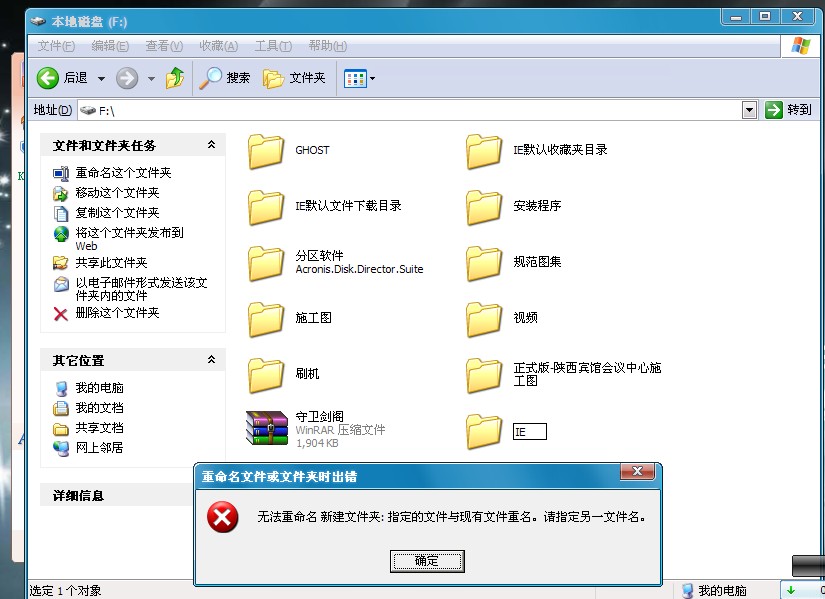 本地磁盘 (F:)
文件(F) 编辑(E) 查看(V) 收藏(A) 工具(T) 帮助(H)
后退 搜索 文件夹
地址(D) F:\ 转到
文件和文件夹任务
重命名这个文件夹
移动这个文件夹
复制这个文件夹
将这个文件夹发布到
Web
共享此文件夹
以电子邮件形式发送该文
件夹内的文件
删除这个文件夹
其它位置
我的电脑
我的文档
共享文档
网上邻居
详细信息
GHOST
IE默认收藏夹目录
IE默认文件下载目录
安装程序
分区软件
Acronis.Disk.Director.Suite
规范图集
施工图
视频
刷机
正式版-陕西宾馆会议中心施
工图
守卫剑阁
WinRAR 压缩文件
1,904 KB
IE
重命名文件或文件夹时出错
无法重命名 新建文件夹: 指定的文件与现有文件重名。请指定另一文件名。
确定
选定 1 个对象
我的电脑